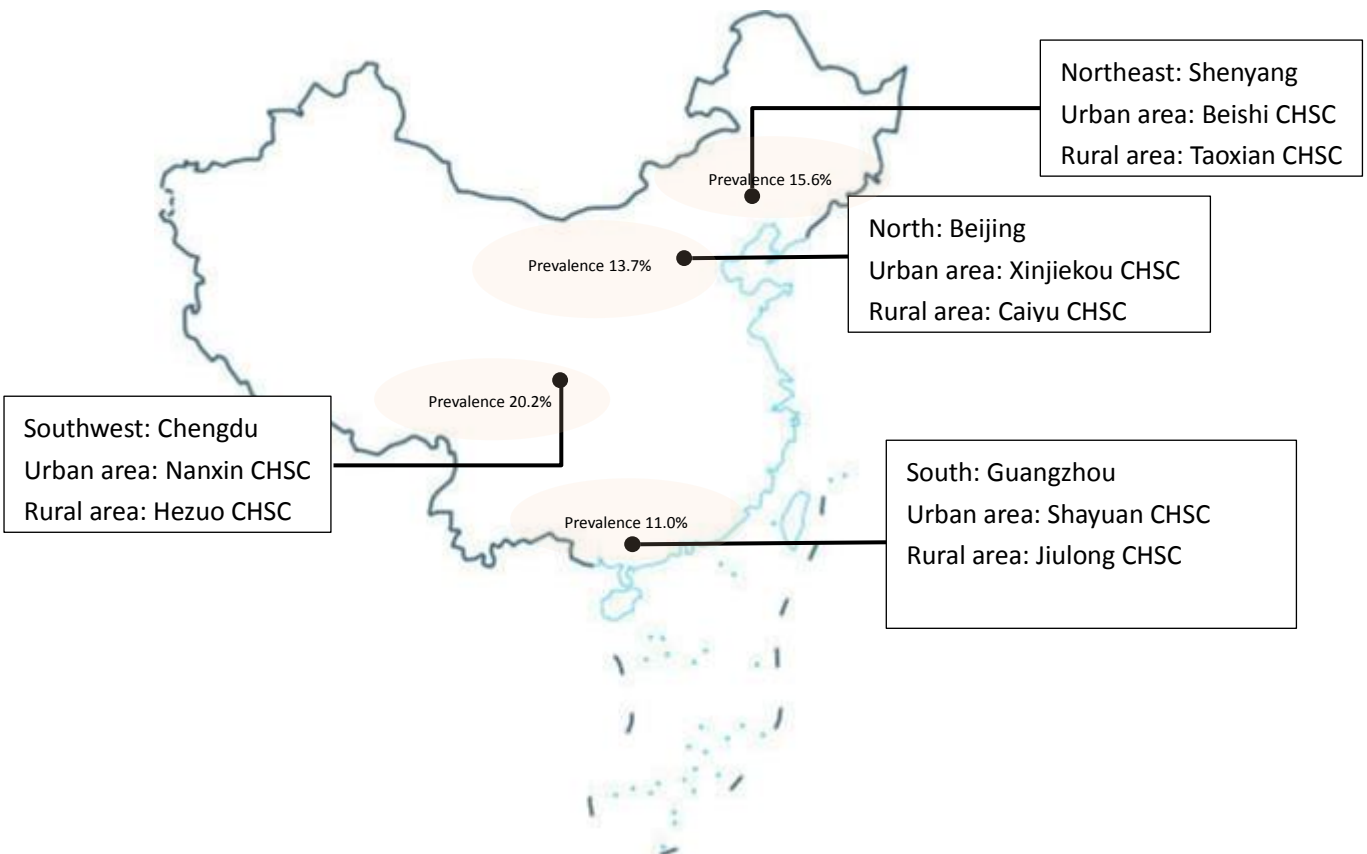 Northeast: Shenyang
Urban area: Beishi CHSC
Rural area: Taoxian CHSC
Prevalence 15.6%
North: Beijing
Urban area: Xinjiekou CHSC
Rural area: Caiyu CHSC
Prevalence 13.7%
Prevalence 20.2%
Southwest: Chengdu
Urban area: Nanxin CHSC
Rural area: Hezuo CHSC
South: Guangzhou
Urban area: Shayuan CHSC
Rural area: Jiulong CHSC
Prevalence 11.0%